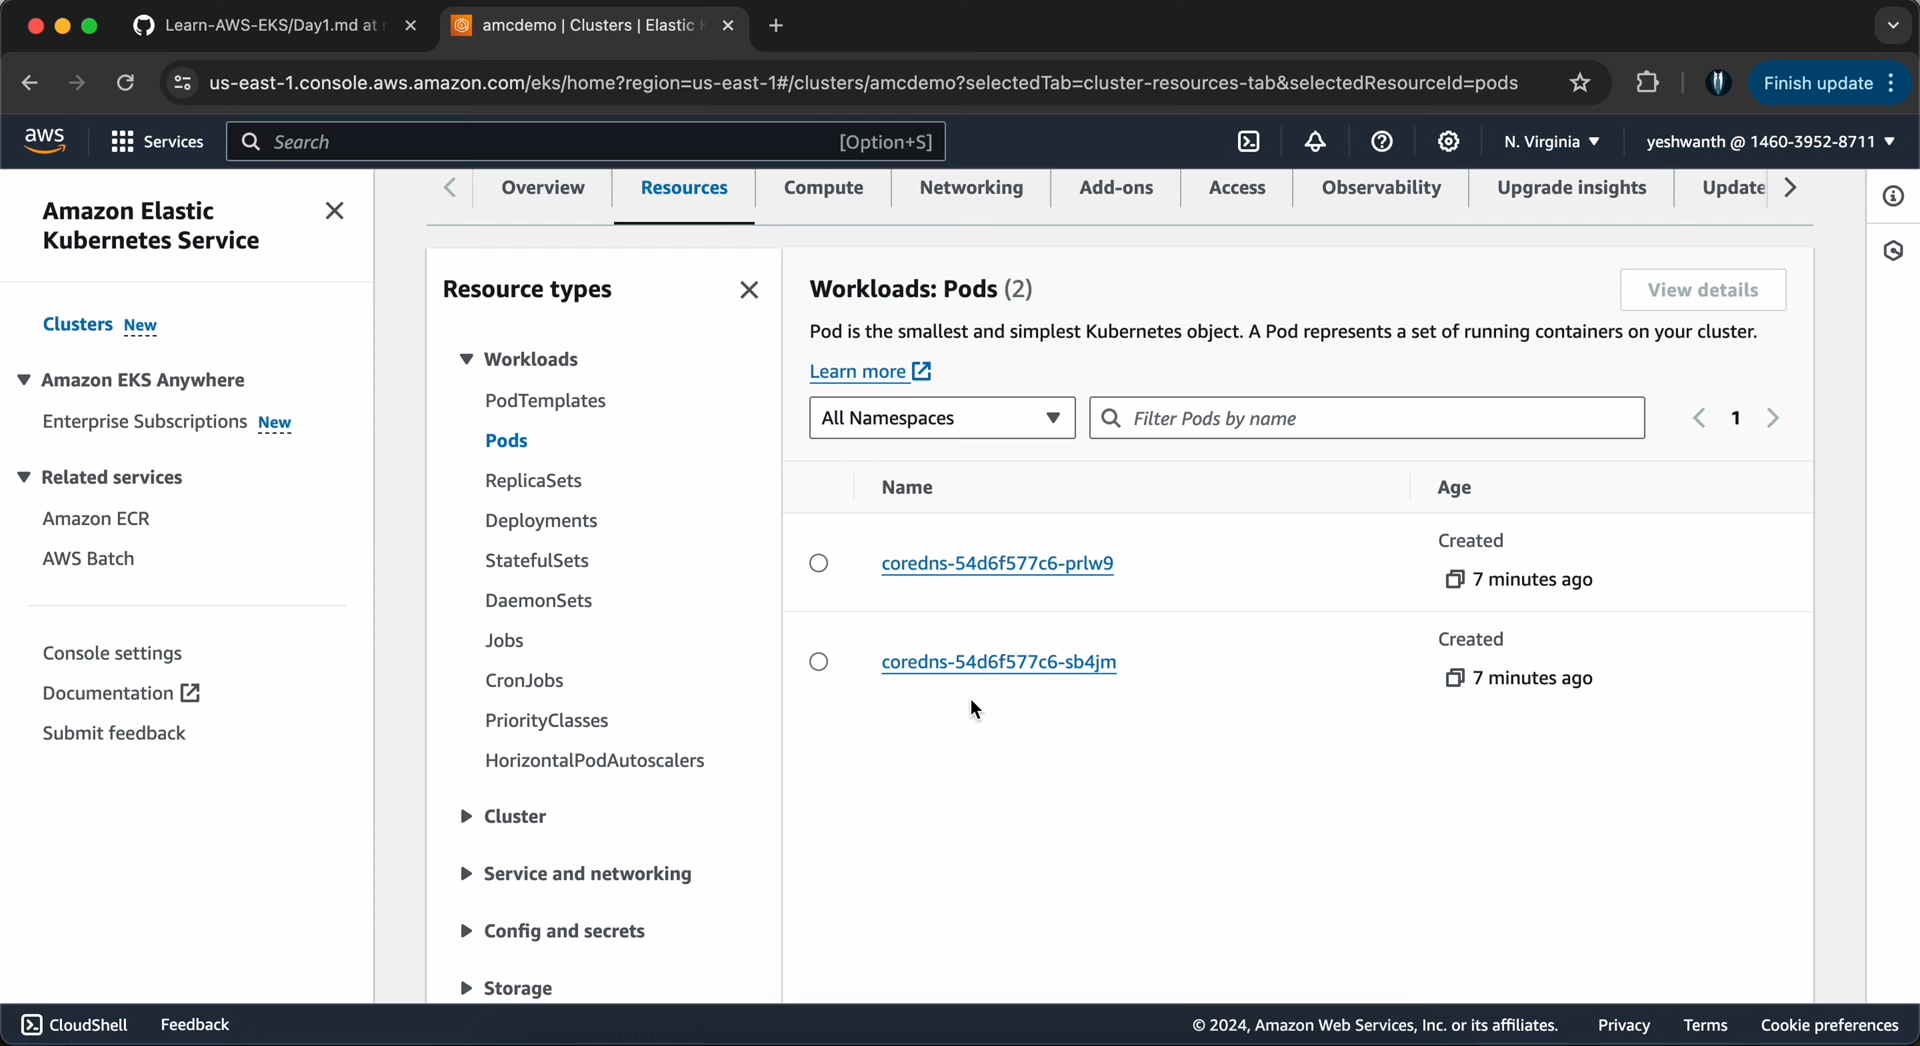 Learn-AWS-EKS/Day1.md at
amcdemo | Clusters | Elastic
us-east-1.console.aws.amazon.com/eks/home?region=us-east-1#/clusters/amcdemo?selectedTab=cluster-resources-tab&selectedResourceId=pods
Finish update
aws
Services
Search
[Option+S]
N. Virginia
yeshwanth @ 1460-3952-8711
Amazon Elastic
Kubernetes Service
Clusters New
Amazon EKS Anywhere
Enterprise Subscriptions New
Related services
Amazon ECR
AWS Batch
Console settings
Documentation
Submit feedback
Overview
Resources
Compute
Networking
Add-ons
Access
Observability
Upgrade insights
Update
Resource types
Workloads
PodTemplates
Pods
ReplicaSets
Deployments
StatefulSets
DaemonSets
Jobs
CronJobs
PriorityClasses
HorizontalPodAutoscalers
Cluster
Service and networking
Config and secrets
Storage
Workloads: Pods (2)
View details
Pod is the smallest and simplest Kubernetes object. A Pod represents a set of running containers on your cluster.
Learn more
All Namespaces
Filter Pods by name
1
Name
Age
coredns-54d6f577c6-prlw9
Created
7 minutes ago
coredns-54d6f577c6-sb4jm
Created
7 minutes ago
CloudShell
Feedback
© 2024, Amazon Web Services, Inc. or its affiliates.
Privacy
Terms
Cookie preferences